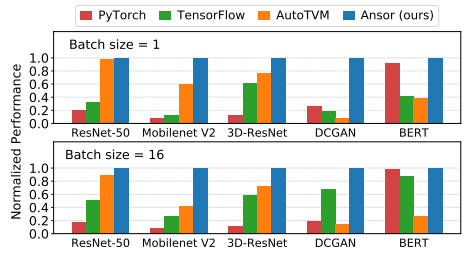 PyTorch TensorFlow AutoTVM Ansor (ours)
Normalized Performance
Batch size = 1
1.0
0.8
0.6
0.4
0.2
0.0
ResNet-50 Mobilenet V2 3D-ResNet DCGAN BERT
Batch size = 16
1.0
0.8
0.6
0.4
0.2
0.0
ResNet-50 Mobilenet V2 3D-ResNet DCGAN BERT